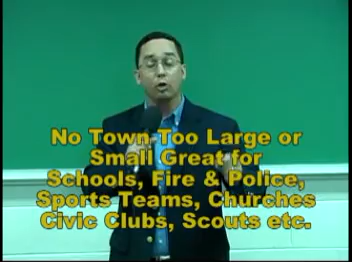 No Town Too Large or
Small Great for
Schools, Fire & Police,
Sports Teams, Churches
Civic Clubs, Scouts etc.